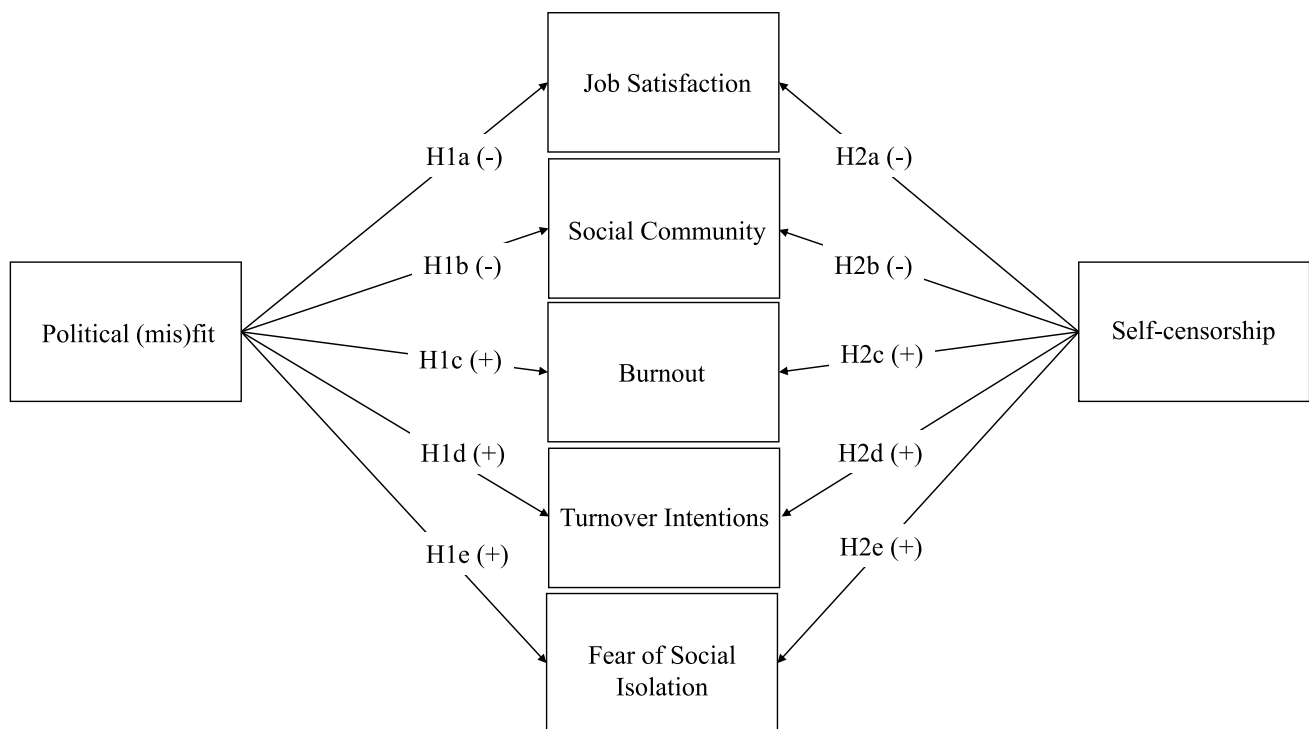 Job Satisfaction
H1a (-)
H2a (-)
Social Community
H1b (-)
H2b (-)
Political (mis)fit
Self-censorship
H1c (+)
Burnout
H2c (+)
H1d (+)
H2d (+)
Turnover Intentions
H1e (+)
H2e (+)
Fear of Social
Isolation